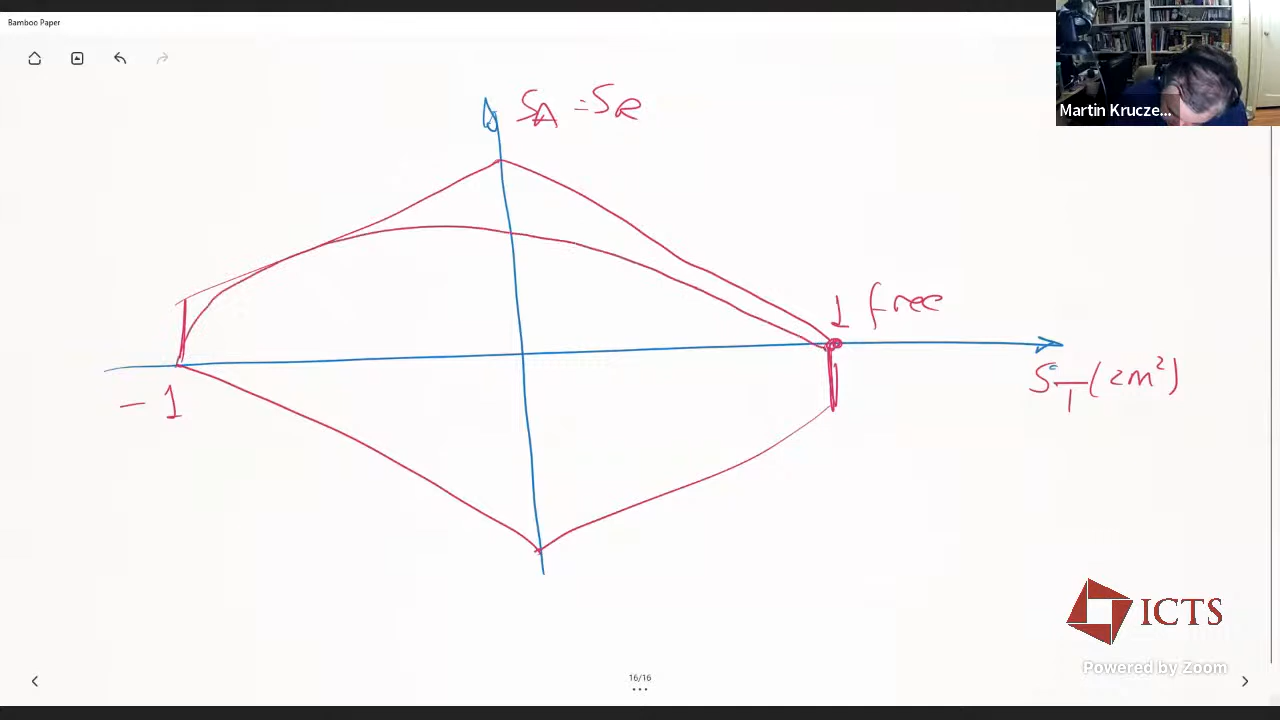 Bamboo Paper
Martin Krucze...
S_A = S_R
1 free
S_T (2m²)
- 1
ICTS
Powered by Zoom
16/16